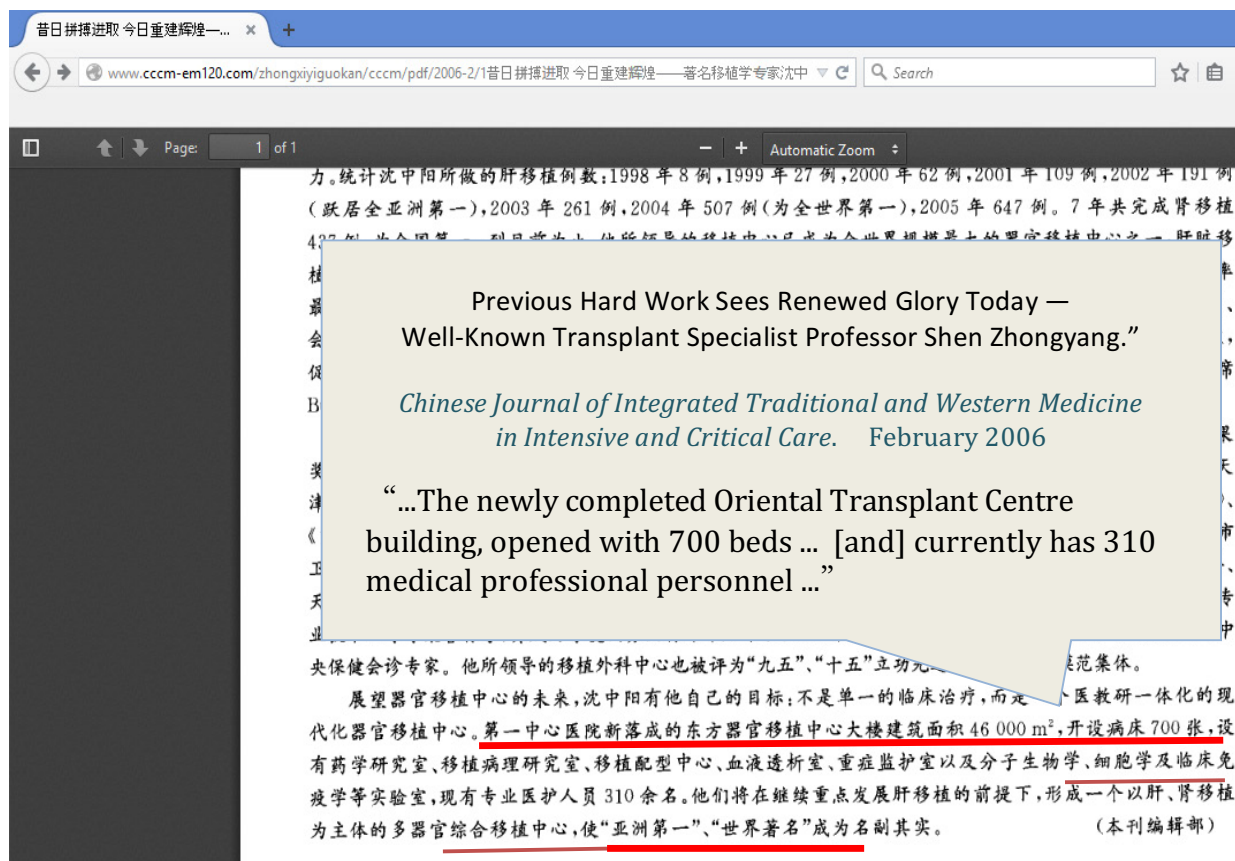 昔日拼搏进取 今日重建辉煌—...
www.cccm-em120.com/zhongxiyiguokan/cccm/pdf/2006-2/1昔日拼搏进取 今日重建辉煌——著名移植学专家沈中
Search
Page: 1 of 1
Automatic Zoom
力。统计沈中阳所做的肝移植例数:1998 年 8 例,1999 年 27 例,2000 年 62 例,2001 年 109 例,2002 年 191 例
(跃居全亚洲第一),2003 年 261 例,2004 年 507 例(为全世界第一),2005 年 647 例。7 年共完成肾移植
Previous Hard Work Sees Renewed Glory Today —
Well-Known Transplant Specialist Professor Shen Zhongyang.”
Chinese Journal of Integrated Traditional and Western Medicine
in Intensive and Critical Care. February 2006
“...The newly completed Oriental Transplant Centre
building, opened with 700 beds ... [and] currently has 310
medical professional personnel ...”
央保健会诊专家。他所领导的移植外科中心也被评为“九五”、“十五”立功 范集体。
展望器官移植中心的未来,沈中阳有他自己的目标:不是单一的临床治疗,而是 医教研一体化的现
代化器官移植中心。第一中心医院新落成的东方器官移植中心大楼建筑面积 46 000 m²,开设病床 700 张,设
有药学研究室、移植病理研究室、移植配型中心、血液透析室、重症监护室以及分子生物学、细胞学及临床免
疫学等实验室,现有专业医护人员 310 余名。他们将在继续重点发展肝移植的前提下,形成一个以肝、肾移植
为主体的多器官综合移植中心,使“亚洲第一”、“世界著名”成为名副其实。 (本刊编辑部)